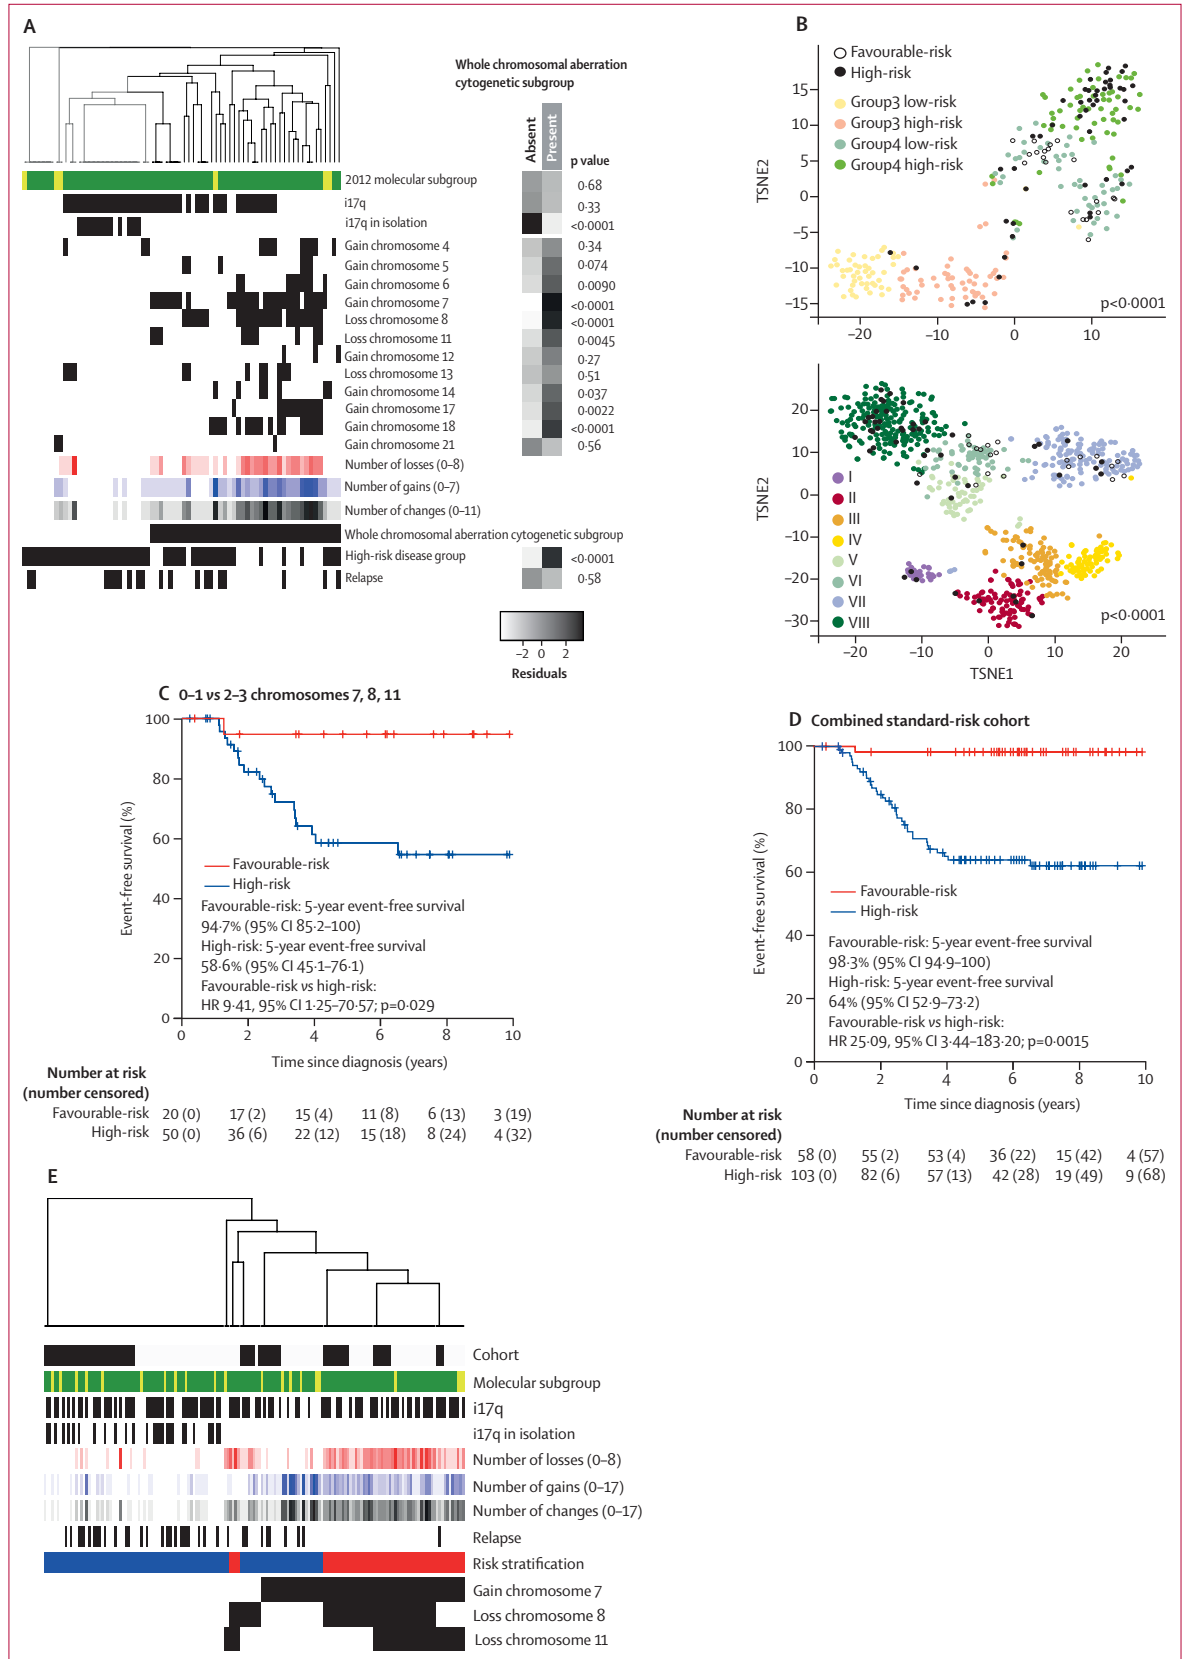 A
Whole chromosomal aberration
cytogenetic subgroup
Absent
Present
p value
2012 molecular subgroup 0·68
i17q 0·33
i17q in isolation <0·0001
Gain chromosome 4 0·34
Gain chromosome 5 0·074
Gain chromosome 6 0·0090
Gain chromosome 7 <0·0001
Loss chromosome 8 <0·0001
Loss chromosome 11 0·0045
Gain chromosome 12 0·27
Loss chromosome 13 0·51
Gain chromosome 14 0·037
Gain chromosome 17 0·0022
Gain chromosome 18 <0·0001
Gain chromosome 21 0·56
Number of losses (0–8)
Number of gains (0–7)
Number of changes (0–11)
Whole chromosomal aberration cytogenetic subgroup
High-risk disease group <0·0001
Relapse 0·58
–2 0 2
Residuals
B
Favourable-risk
High-risk
Group3 low-risk
Group3 high-risk
Group4 low-risk
Group4 high-risk
TSNE2
15
10
5
0
–5
–10
–15
p<0·0001
–20 –10 0 10
TSNE2
20
10
0
–10
–20
–30
I
II
III
IV
V
VI
VII
VIII
p<0·0001
–20 –10 0 10 20
TSNE1
C 0–1 vs 2–3 chromosomes 7, 8, 11
Event-free survival (%)
100
80
60
40
20
0
Favourable-risk
High-risk
Favourable-risk: 5-year event-free survival
94·7% (95% CI 85·2–100)
High-risk: 5-year event-free survival
58·6% (95% CI 45·1–76·1)
Favourable-risk vs high-risk:
HR 9·41, 95% CI 1·25–70·57; p=0·029
0 2 4 6 8 10
Time since diagnosis (years)
Number at risk
(number censored)
Favourable-risk 20 (0) 17 (2) 15 (4) 11 (8) 6 (13) 3 (19)
High-risk 50 (0) 36 (6) 22 (12) 15 (18) 8 (24) 4 (32)
D Combined standard-risk cohort
Event-free survival (%)
100
80
60
40
20
0
Favourable-risk
High-risk
Favourable-risk: 5-year event-free survival
98·3% (95% CI 94·9–100)
High-risk: 5-year event-free survival
64% (95% CI 52·9–73·2)
Favourable-risk vs high-risk:
HR 25·09, 95% CI 3·44–183·20; p=0·0015
0 2 4 6 8 10
Time since diagnosis (years)
Number at risk
(number censored)
Favourable-risk 58 (0) 55 (2) 53 (4) 36 (22) 15 (42) 4 (57)
High-risk 103 (0) 82 (6) 57 (13) 42 (28) 19 (49) 9 (68)
E
Cohort
Molecular subgroup
i17q
i17q in isolation
Number of losses (0–8)
Number of gains (0–17)
Number of changes (0–17)
Relapse
Risk stratification
Gain chromosome 7
Loss chromosome 8
Loss chromosome 11